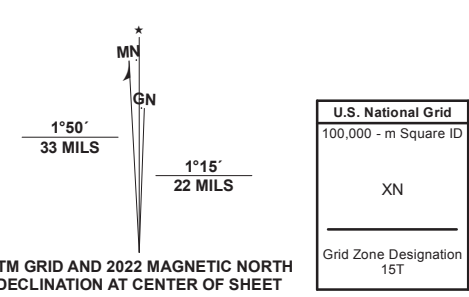 ★
MN
GN
1°50´
33 MILS
1°15´
22 MILS
TM GRID AND 2022 MAGNETIC NORTH
DECLINATION AT CENTER OF SHEET
U.S. National Grid
100,000 - m Square ID
XN
Grid Zone Designation
15T